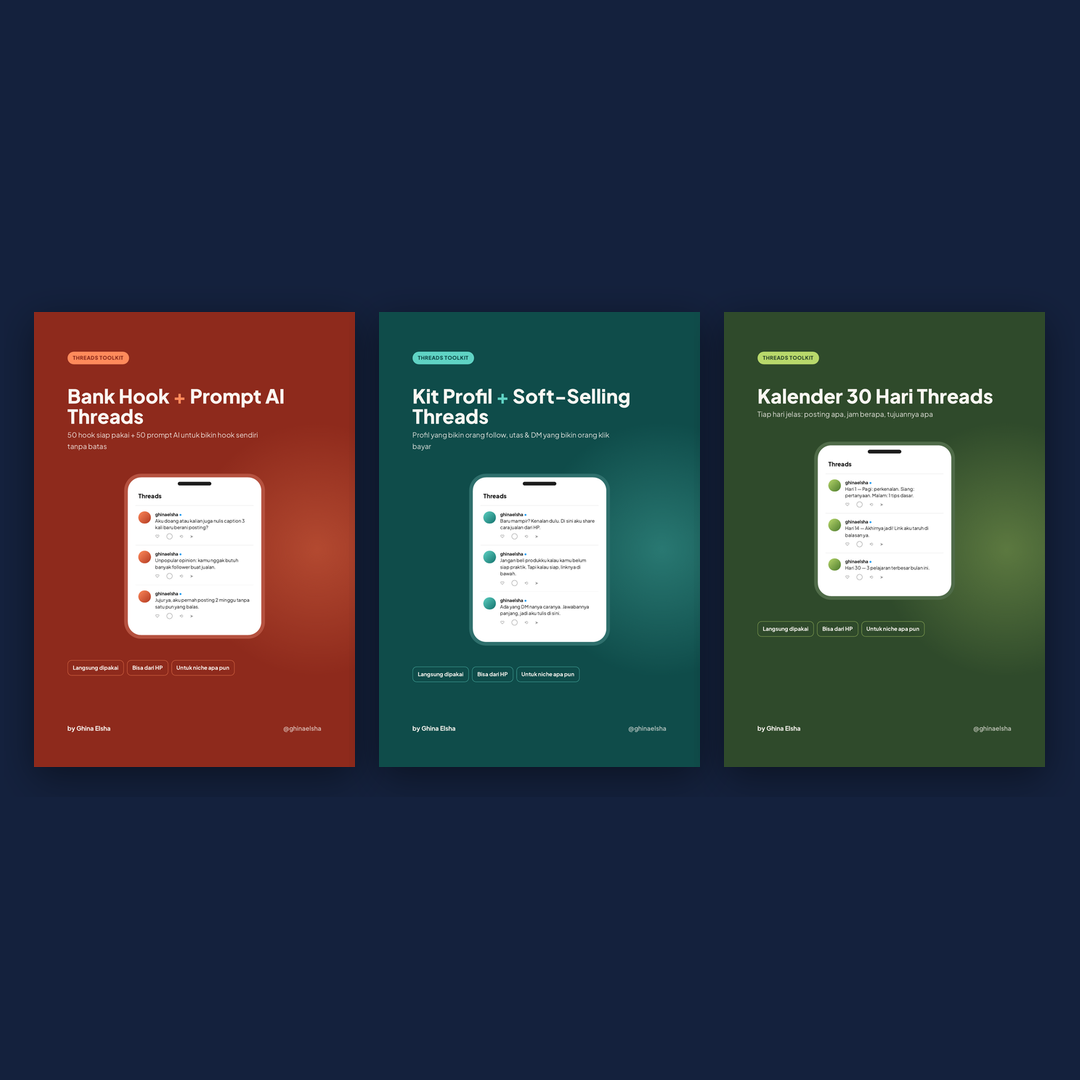 THREADS TOOLKIT
Bank Hook + Prompt AI
Threads
50 hook siap pakai + 50 prompt AI untuk bikin hook sendiri
tanpa batas
Threads
ghinaelsha
Aku doang atau kalian juga nulis caption 3
kali baru berani posting?
ghinaelsha
Unpopular opinion: kamu nggak butuh
banyak follower buat jualan.
ghinaelsha
Jujur ya, aku pernah posting 2 minggu tanpa
satu pun yang balas.
Langsung dipakai
Bisa dari HP
Untuk niche apa pun
by Ghina Elsha
@ghinaelsha
THREADS TOOLKIT
Kit Profil + Soft-Selling
Threads
Profil yang bikin orang follow, utas & DM yang bikin orang klik
bayar
Threads
ghinaelsha
Baru mampir? Kenalan dulu. Di sini aku share
cara jualan dari HP.
ghinaelsha
Jangan beli produkku kalau kamu belum
siap praktik. Tapi kalau siap, linknya di
bawah.
ghinaelsha
Ada yang DM nanya caranya. Jawabannya
panjang, jadi aku tulis di sini.
Langsung dipakai
Bisa dari HP
Untuk niche apa pun
by Ghina Elsha
@ghinaelsha
THREADS TOOLKIT
Kalender 30 Hari Threads
Tiap hari jelas: posting apa, jam berapa, tujuannya apa
Threads
ghinaelsha
Hari 1 — Pagi: perkenalan. Siang:
pertanyaan. Malam: 1 tips dasar.
ghinaelsha
Hari 14 — Akhirnya jadi! Link aku taruh di
balasan ya.
ghinaelsha
Hari 30 — 3 pelajaran terbesar bulan ini.
Langsung dipakai
Bisa dari HP
Untuk niche apa pun
by Ghina Elsha
@ghinaelsha